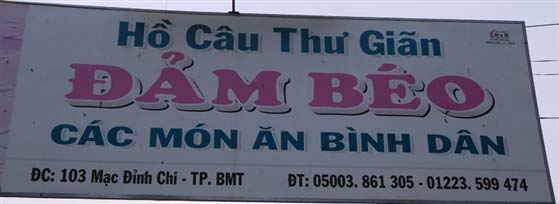 Hồ Câu Thư Giãn
ĐẢM BÉO
CÁC MÓN ĂN BÌNH DÂN
ĐC: 103 Mạc Đỉnh Chi - TP. BMT ĐT: 05003. 861 305 - 01223. 599 474